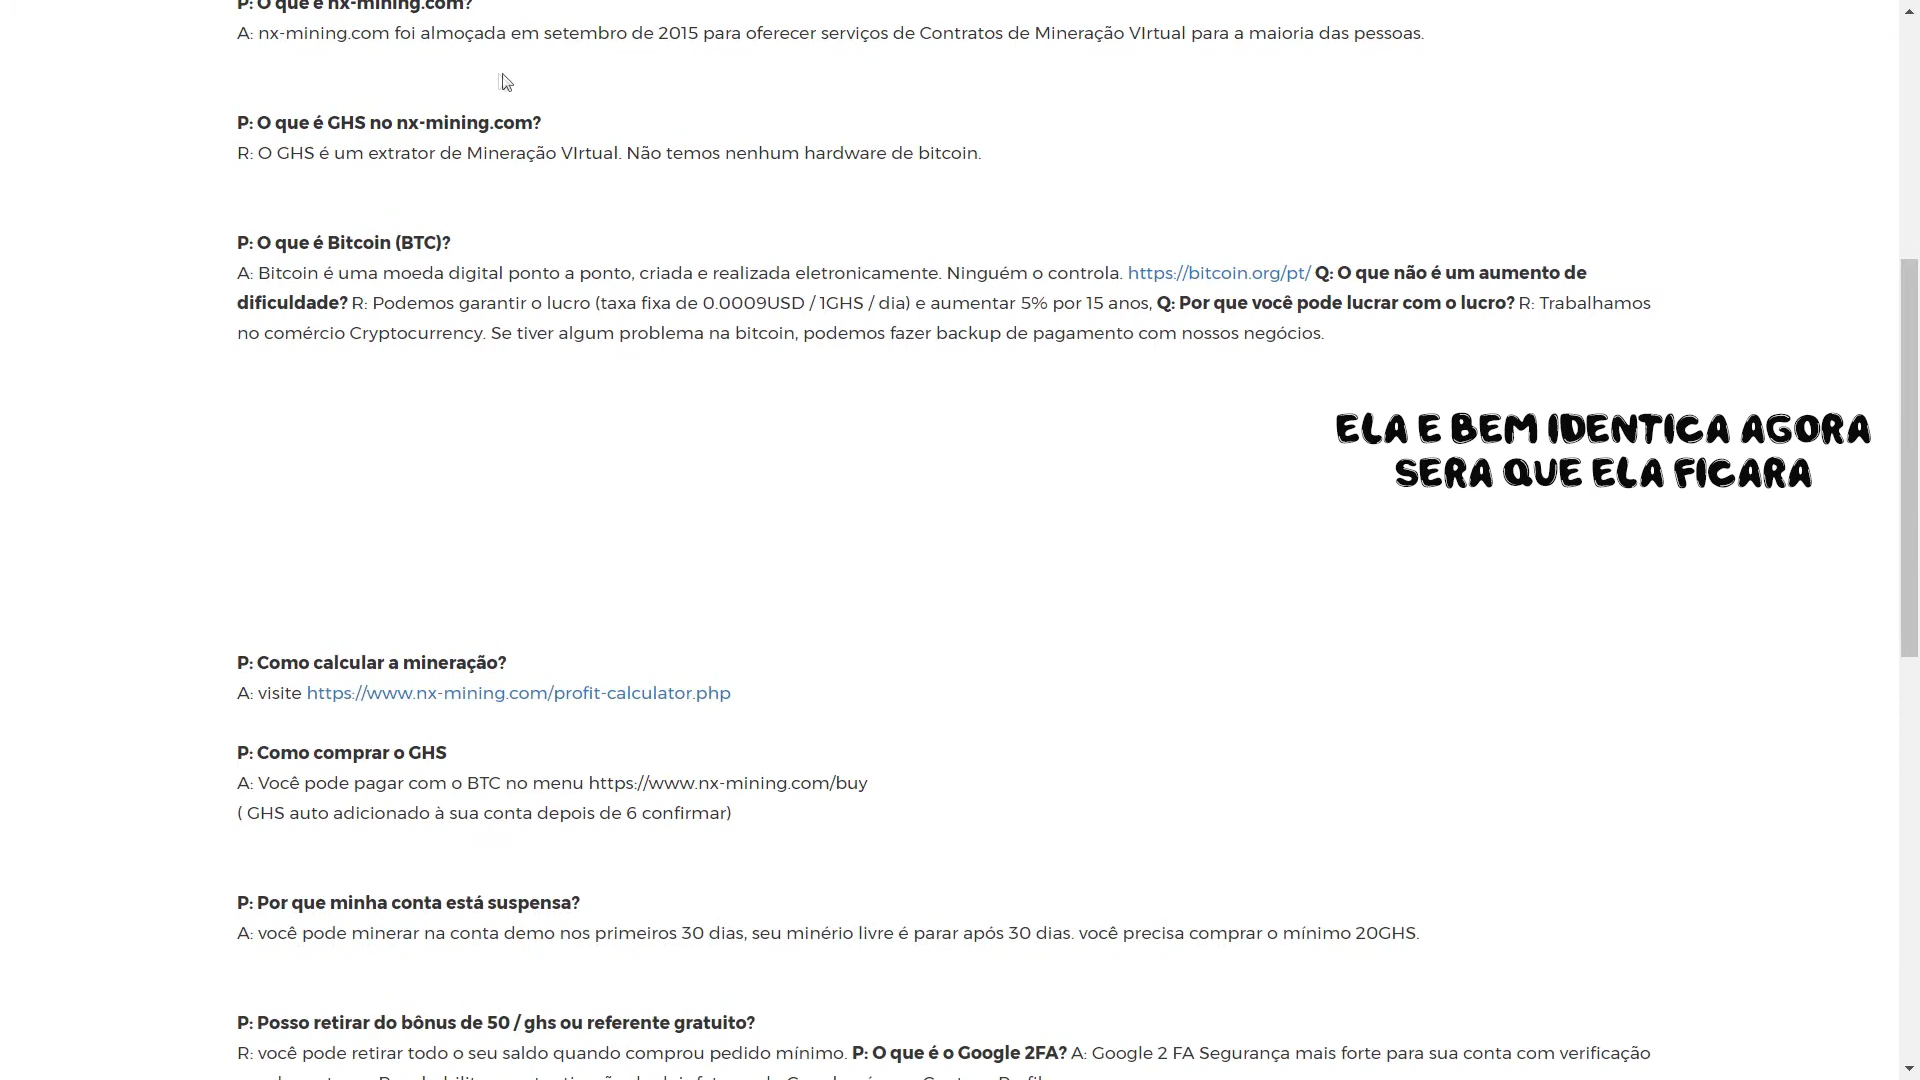 P: O que é nx-mining.com?
A: nx-mining.com foi almoçada em setembro de 2015 para oferecer serviços de Contratos de Mineração VIrtual para a maioria das pessoas.
P: O que é GHS no nx-mining.com?
R: O GHS é um extrator de Mineração VIrtual. Não temos nenhum hardware de bitcoin.
P: O que é Bitcoin (BTC)?
A: Bitcoin é uma moeda digital ponto a ponto, criada e realizada eletronicamente. Ninguém o controla. https://bitcoin.org/pt/ Q: O que não é um aumento de
dificuldade? R: Podemos garantir o lucro (taxa fixa de 0.0009USD / 1GHS / dia) e aumentar 5% por 15 anos, Q: Por que você pode lucrar com o lucro? R: Trabalhamos
no comércio Cryptocurrency. Se tiver algum problema na bitcoin, podemos fazer backup de pagamento com nossos negócios.
ELA E BEM IDENTICA AGORA
SERA QUE ELA FICARA
P: Como calcular a mineração?
A: visite https://www.nx-mining.com/profit-calculator.php
P: Como comprar o GHS
A: Você pode pagar com o BTC no menu https://www.nx-mining.com/buy
( GHS auto adicionado à sua conta depois de 6 confirmar)
P: Por que minha conta está suspensa?
A: você pode minerar na conta demo nos primeiros 30 dias, seu minério livre é parar após 30 dias. você precisa comprar o mínimo 20GHS.
P: Posso retirar do bônus de 50 / ghs ou referente gratuito?
R: você pode retirar todo o seu saldo quando comprou pedido mínimo. P: O que é o Google 2FA? A: Google 2 FA Segurança mais forte para sua conta com verificação